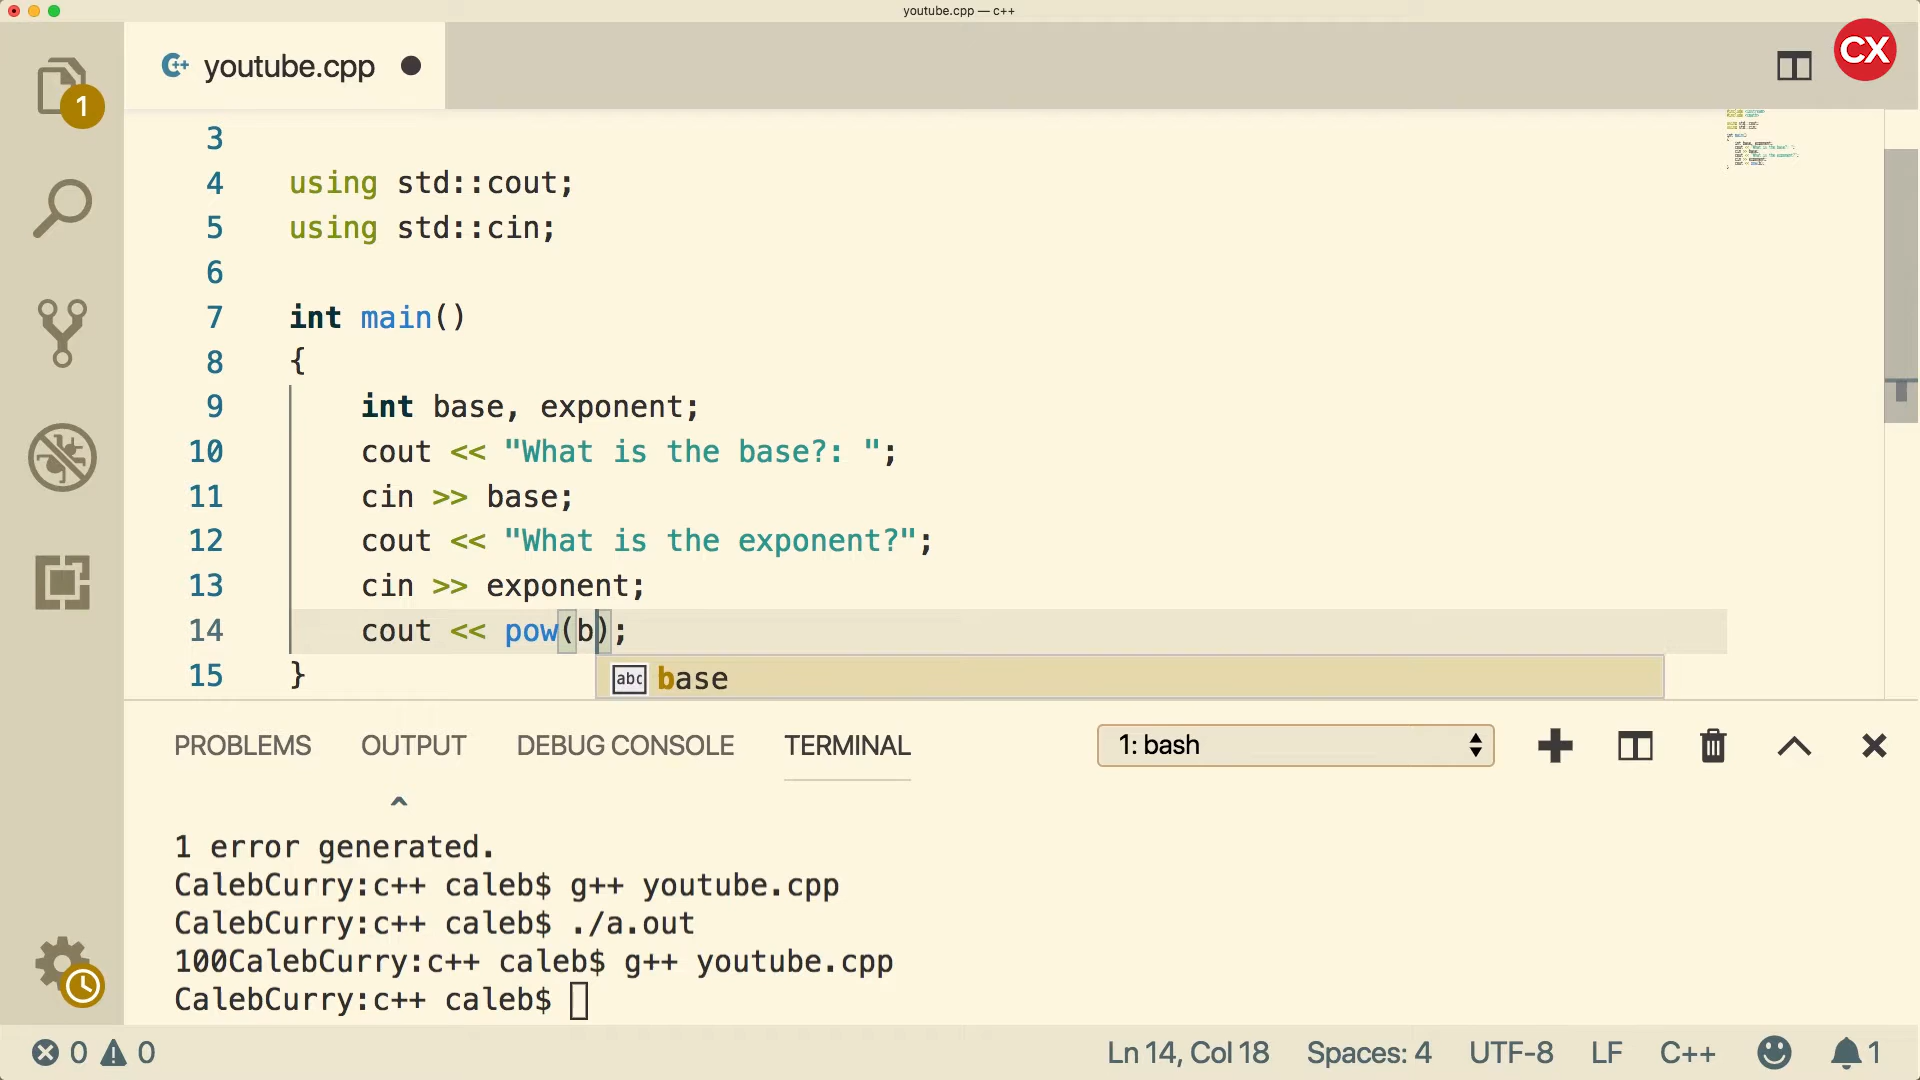 youtube.cpp — c++
youtube.cpp
CX
1
3
4 using std::cout;
5 using std::cin;
6
7 int main()
8 {
9 int base, exponent;
10 cout << "What is the base?: ";
11 cin >> base;
12 cout << "What is the exponent?";
13 cin >> exponent;
14 cout << pow(b);
15 }
abc base
PROBLEMS OUTPUT DEBUG CONSOLE TERMINAL 1: bash
^
1 error generated.
CalebCurry:c++ caleb$ g++ youtube.cpp
CalebCurry:c++ caleb$ ./a.out
100CalebCurry:c++ caleb$ g++ youtube.cpp
CalebCurry:c++ caleb$
0 0 Ln 14, Col 18 Spaces: 4 UTF-8 LF C++ 1